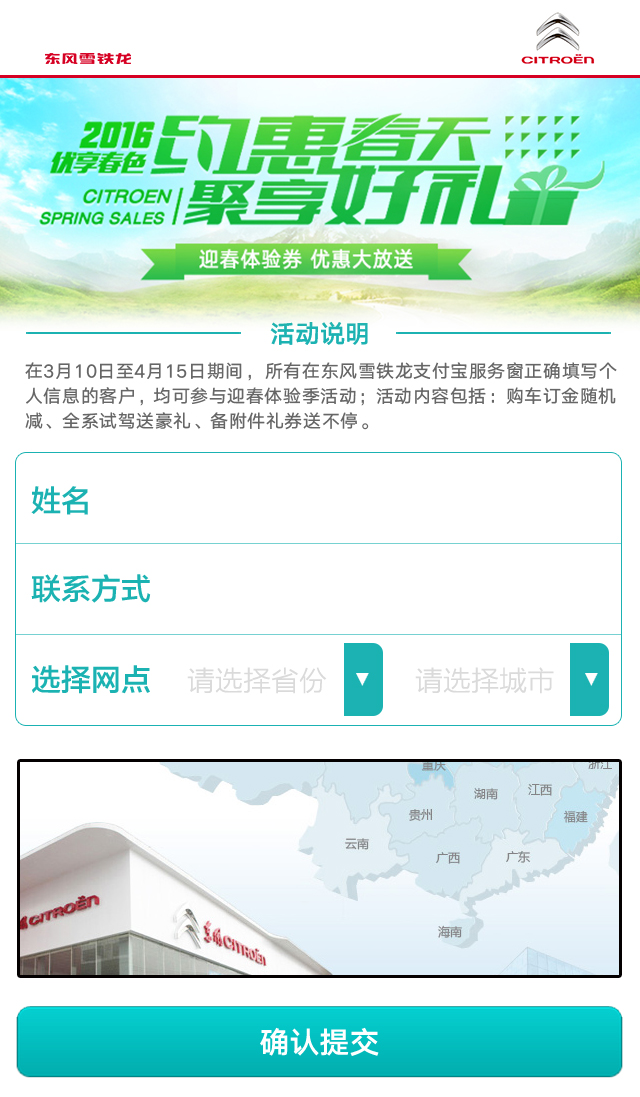 东风雪铁龙
CITROËN
2016
优享春色
约惠春天
CITROEN
SPRING SALES
聚享好礼
迎春体验券 优惠大放送
活动说明
在3月10日至4月15日期间，所有在东风雪铁龙支付宝服务窗正确填写个
人信息的客户，均可参与迎春体验季活动；活动内容包括：购车订金随机
减、全系试驾送豪礼、备附件礼券送不停。
姓名
联系方式
选择网点 请选择省份 ▼ 请选择城市 ▼
重庆
浙江
湖南
江西
贵州
福建
云南
广西
广东
海南
CITROËN
CITROËN
确认提交